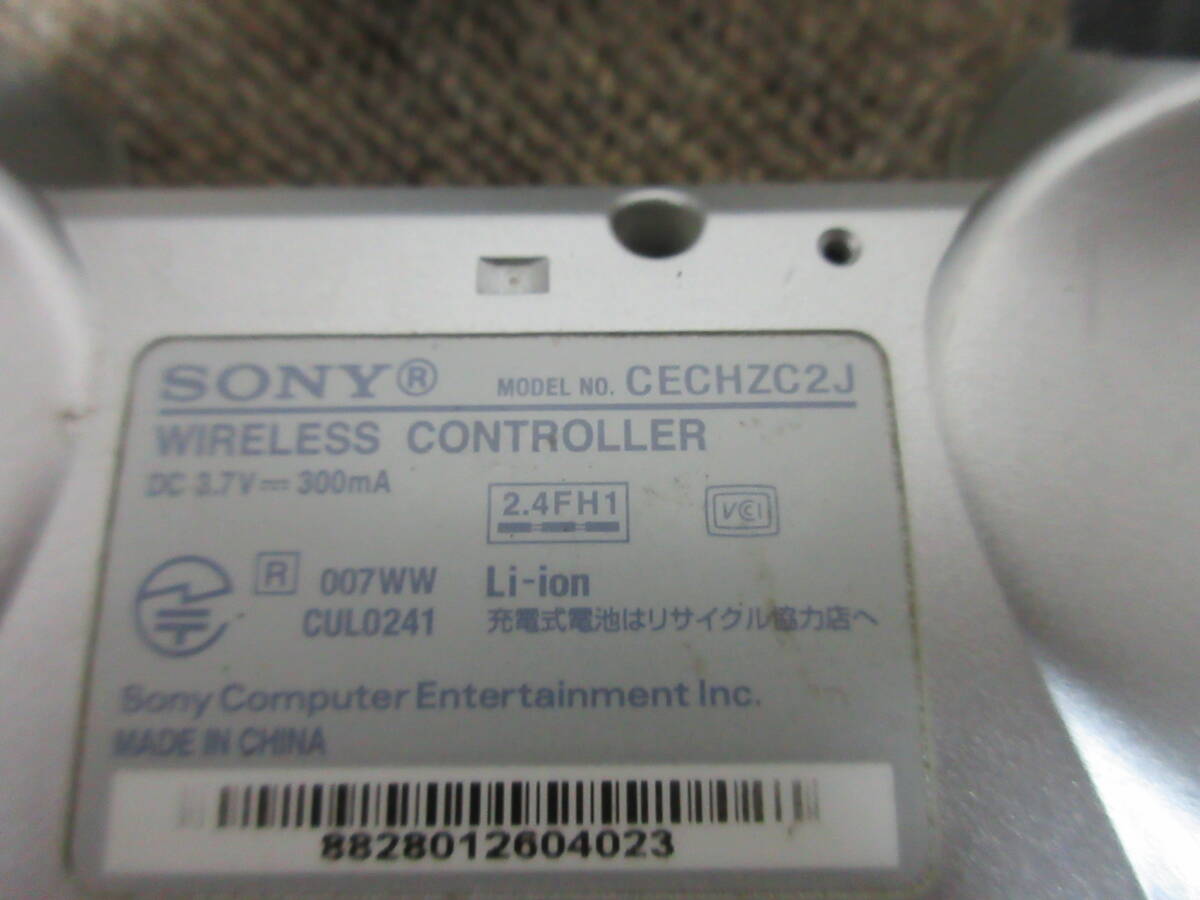 SONY® MODEL NO. CECHZC2J
WIRELESS CONTROLLER
DC 3.7V⎓300mA
2.4FH1
VCI
R 007WW
CUL0241
Li-ion
充電式電池はリサイクル協力店へ
Sony Computer Entertainment Inc.
MADE IN CHINA
8828012604023